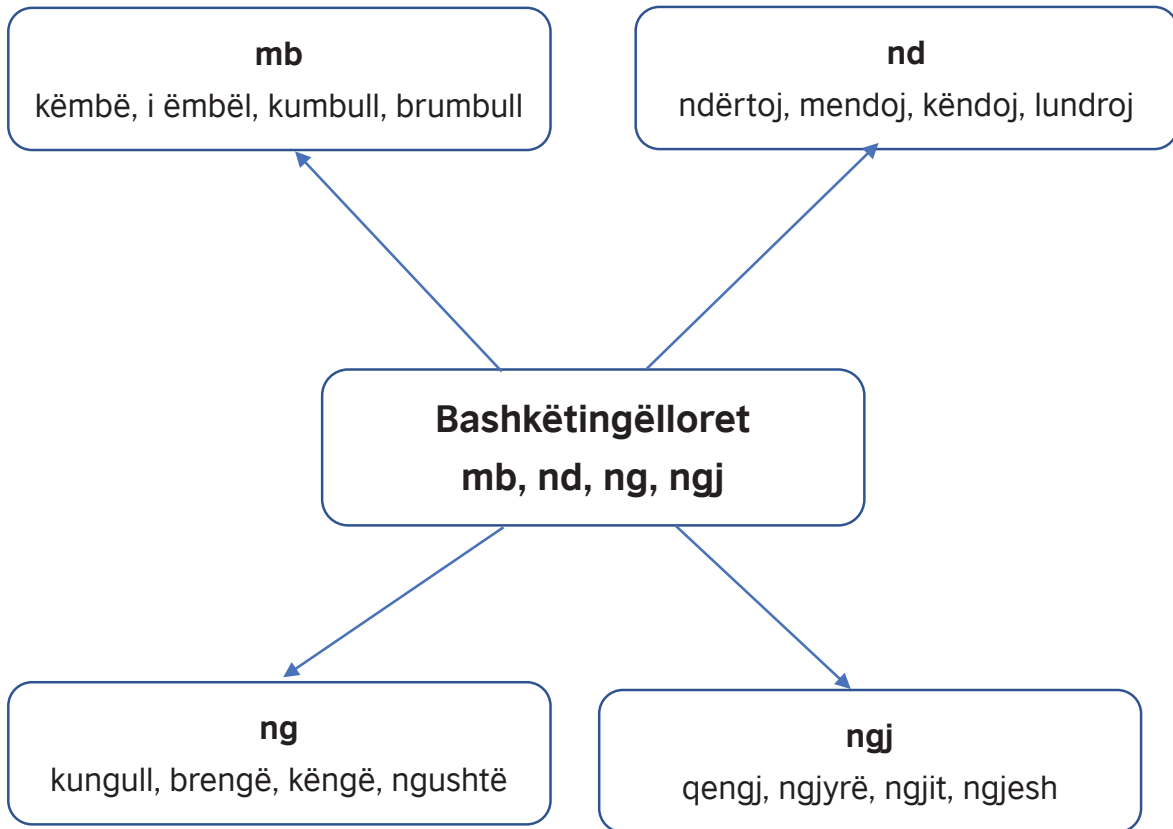 mb
këmbë, i ëmbël, kumbull, brumbull
nd
ndërtoj, mendoj, këndoj, lundroj
Bashkëtingëlloret
mb, nd, ng, ngj
ng
kungull, brengë, këngë, ngushtë
ngj
qengj, ngjyrë, ngjit, ngjesh